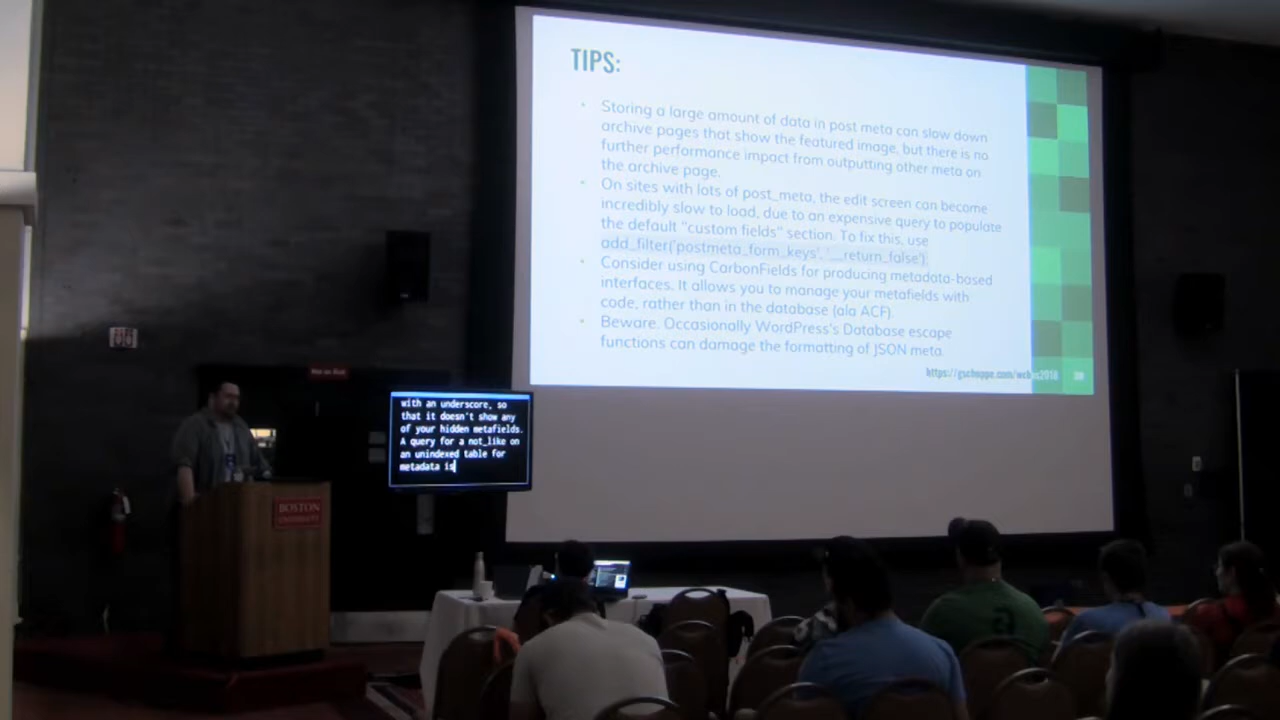 TIPS:
Storing a large amount of data in post meta can slow down
archive pages that show the featured image, but there is no
further performance impact from outputting other meta on
the archive page.
On sites with lots of post_meta, the edit screen can become
incredibly slow to load, due to an expensive query to populate
the default "custom fields" section. To fix this, use
add_filter('postmeta_form_keys', '__return_false').
Consider using CarbonFields for producing metadata-based
interfaces. It allows you to manage your metafields with
code, rather than in the database (ala ACF).
Beware. Occasionally WordPress's Database escape
functions can damage the formatting of JSON meta.
https://gschoppe.com/wcbos2018
with an underscore, so
that it doesn't show any
of your hidden metafields.
A query for a not_like on
an unindexed table for
metadata is
BOSTON
UNIVERSITY